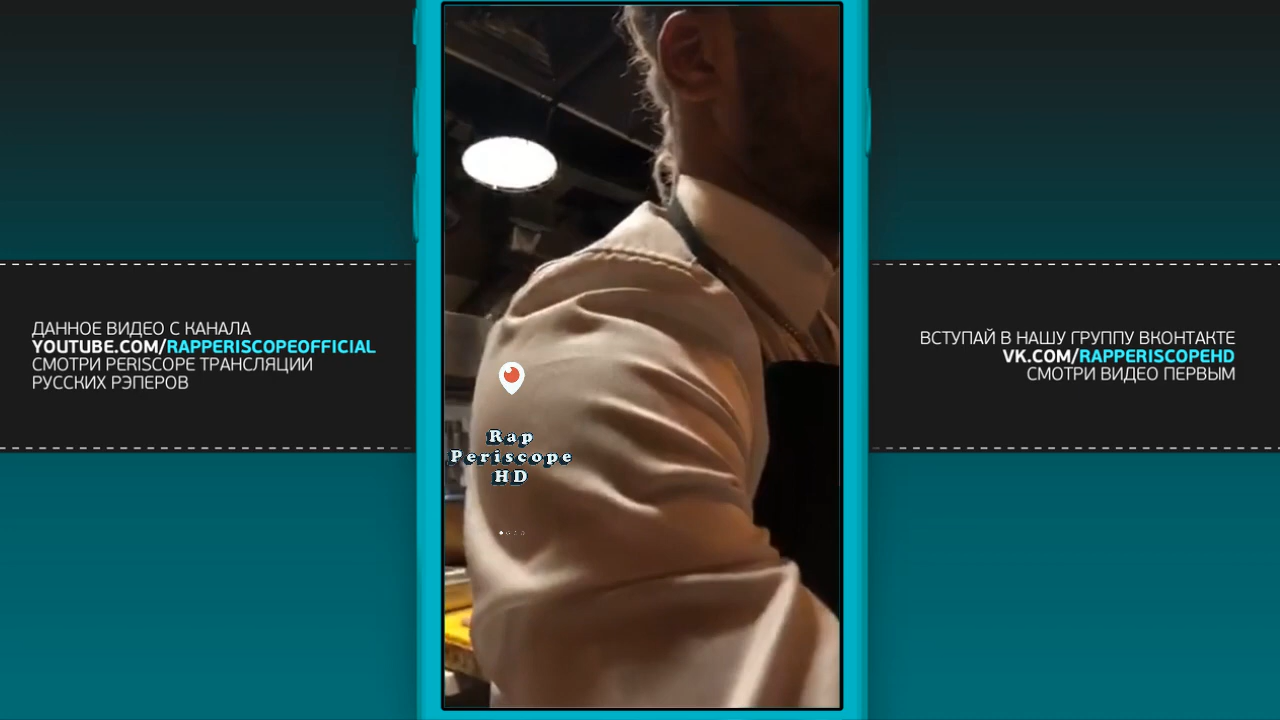 ДАННОЕ ВИДЕО С КАНАЛА
YOUTUBE.COM/RAPPERISCOPEOFFICIAL
СМОТРИ PERISCOPE ТРАНСЛЯЦИИ
РУССКИХ РЭПЕРОВ
Rap
Periscope
HD
ВСТУПАЙ В НАШУ ГРУППУ ВКОНТАКТЕ
VK.COM/RAPPERISCOPEHD
СМОТРИ ВИДЕО ПЕРВЫМ